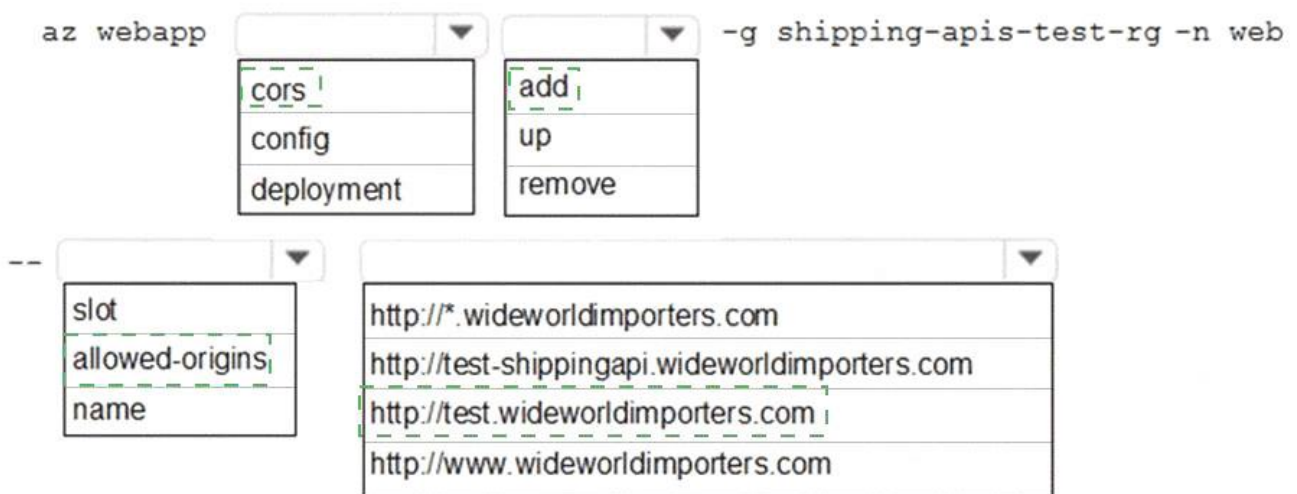 az webapp -g shipping-apis-test-rg -n web
cors add
config up
deployment remove
--
slot http://*.wideworldimporters.com
allowed-origins http://test-shippingapi.wideworldimporters.com
name http://test.wideworldimporters.com
http://www.wideworldimporters.com